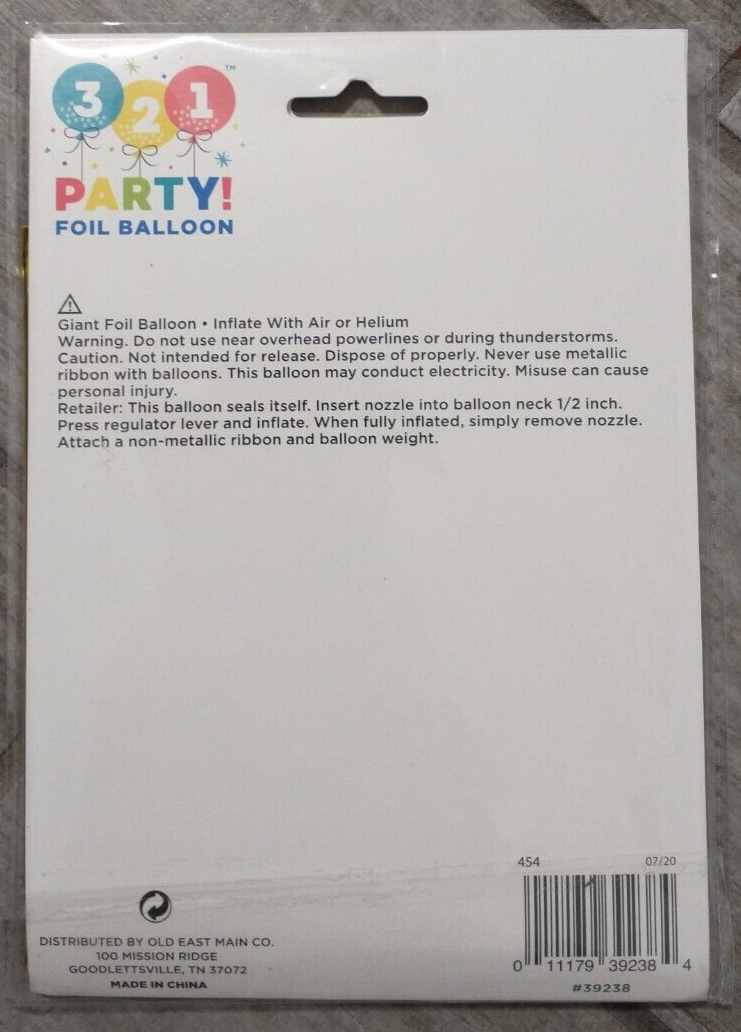 3 2 1 ™
PARTY!
FOIL BALLOON
Giant Foil Balloon • Inflate With Air or Helium
Warning. Do not use near overhead powerlines or during thunderstorms.
Caution. Not intended for release. Dispose of properly. Never use metallic
ribbon with balloons. This balloon may conduct electricity. Misuse can cause
personal injury.
Retailer: This balloon seals itself. Insert nozzle into balloon neck 1/2 inch.
Press regulator lever and inflate. When fully inflated, simply remove nozzle.
Attach a non-metallic ribbon and balloon weight.
454 07/20
0 11179 39238 4
#39238
DISTRIBUTED BY OLD EAST MAIN CO.
100 MISSION RIDGE
GOODLETTSVILLE, TN 37072
MADE IN CHINA